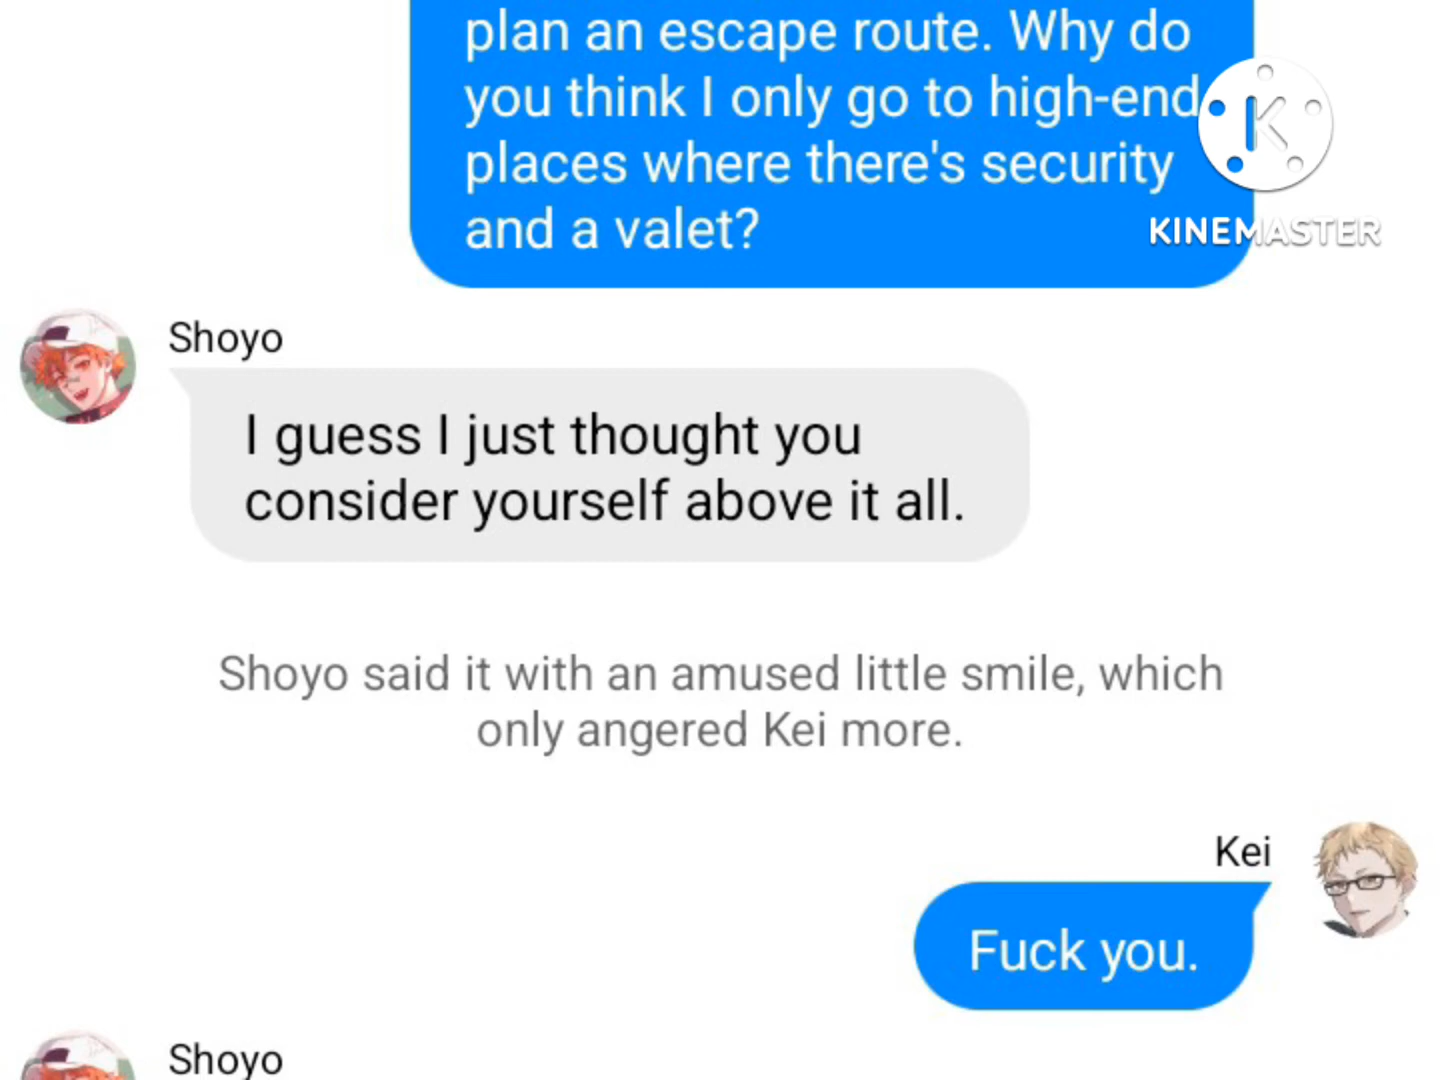 plan an escape route. Why do
you think I only go to high-end
places where there's security
and a valet?
KINEMASTER
Shoyo
I guess I just thought you
consider yourself above it all.
Shoyo said it with an amused little smile, which
only angered Kei more.
Kei
Fuck you.
Shoyo